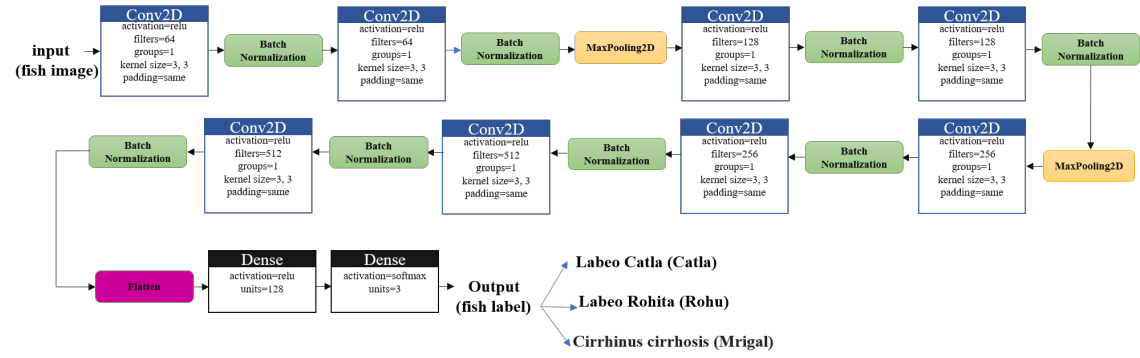 input
(fish image)
Conv2D
activation=relu
filters=64
groups=1
kernel size=3, 3
padding=same
Batch
Normalization
Conv2D
activation=relu
filters=64
groups=1
kernel size=3, 3
padding=same
Batch
Normalization
MaxPooling2D
Conv2D
activation=relu
filters=128
groups=1
kernel size=3, 3
padding=same
Batch
Normalization
Conv2D
activation=relu
filters=128
groups=1
kernel size=3, 3
padding=same
Batch
Normalization
MaxPooling2D
Conv2D
activation=relu
filters=256
groups=1
kernel size=3, 3
padding=same
Batch
Normalization
Conv2D
activation=relu
filters=256
groups=1
kernel size=3, 3
padding=same
Batch
Normalization
Conv2D
activation=relu
filters=512
groups=1
kernel size=3, 3
padding=same
Batch
Normalization
Conv2D
activation=relu
filters=512
groups=1
kernel size=3, 3
padding=same
Batch
Normalization
Flatten
Dense
activation=relu
units=128
Dense
activation=softmax
units=3
Output
(fish label)
Labeo Catla (Catla)
Labeo Rohita (Rohu)
Cirrhinus cirrhosis (Mrigal)